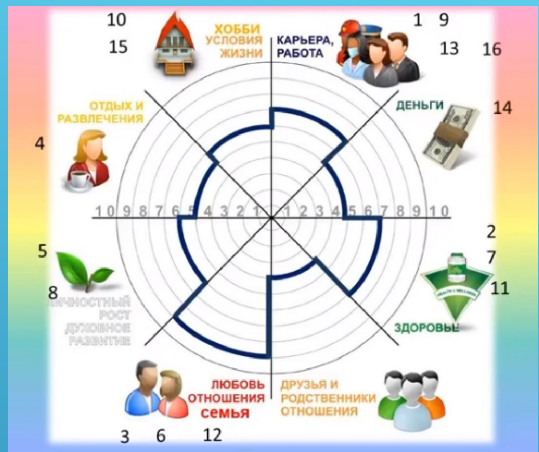 10
15
ХОББИ
УСЛОВИЯ
ЖИЗНИ
КАРЬЕРА,
РАБОТА
1 9
13 16
ОТДЫХ И
РАЗВЛЕЧЕНИЯ
ДЕНЬГИ
14
4
10 9 8 7 6 5 4 3 2 1 1 2 3 4 5 6 7 8 9 10
2
7
11
5
8
ЛИЧНОСТНЫЙ
РОСТ
ДУХОВНОЕ
РАЗВИТИЕ
ЗДОРОВЬЕ
ЛЮБОВЬ
ОТНОШЕНИЯ
семья
ДРУЗЬЯ И
РОДСТВЕННИКИ
ОТНОШЕНИЯ
3 6 12